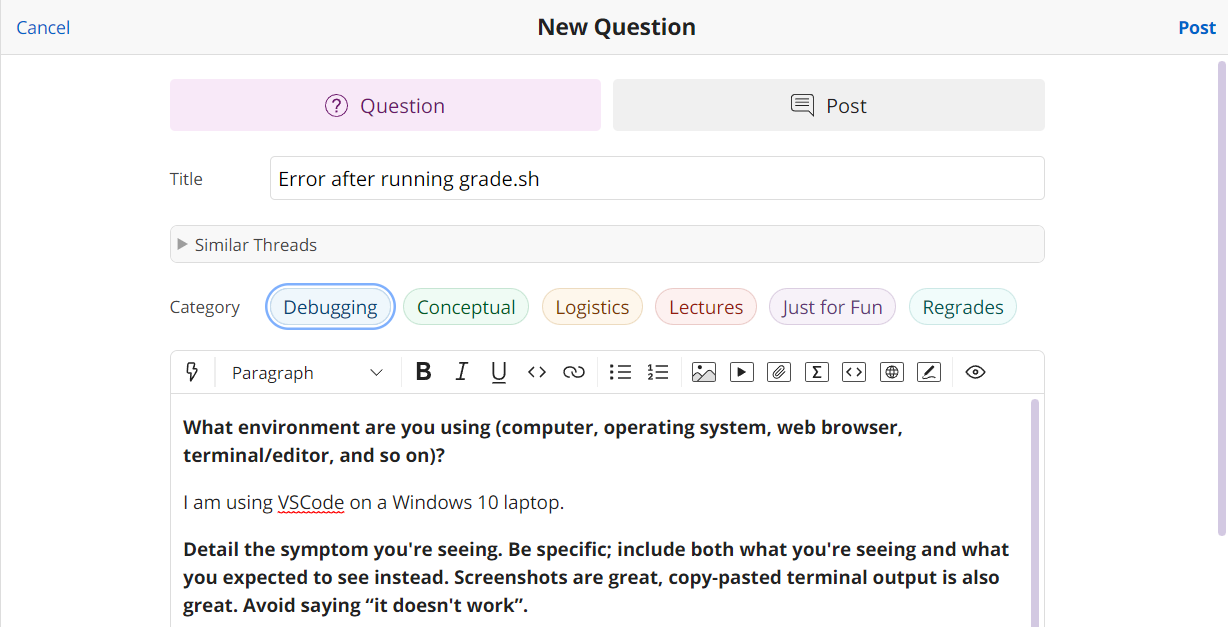 Cancel New Question Post
Question Post
Title Error after running grade.sh
Similar Threads
Category Debugging Conceptual Logistics Lectures Just for Fun Regrades
Paragraph B I U
What environment are you using (computer, operating system, web browser,
terminal/editor, and so on)?
I am using VSCode on a Windows 10 laptop.
Detail the symptom you're seeing. Be specific; include both what you're seeing and what
you expected to see instead. Screenshots are great, copy-pasted terminal output is also
great. Avoid saying “it doesn't work”.